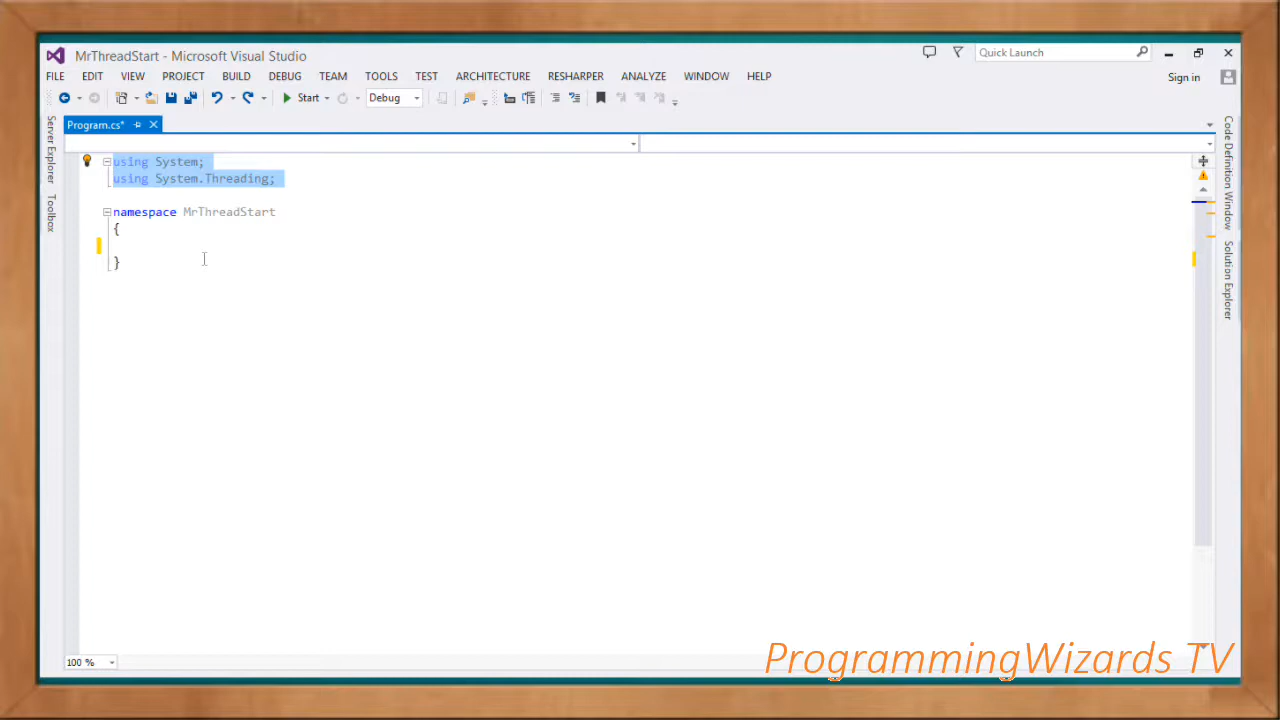 MrThreadStart - Microsoft Visual Studio
Quick Launch
FILE EDIT VIEW PROJECT BUILD DEBUG TEAM TOOLS TEST ARCHITECTURE RESHARPER ANALYZE WINDOW HELP
Sign in
Start Debug
Program.cs*
Server Explorer
Toolbox
using System;
using System.Threading;
namespace MrThreadStart
{
}
Code Definition Window
Solution Explorer
100 %
ProgrammingWizards TV